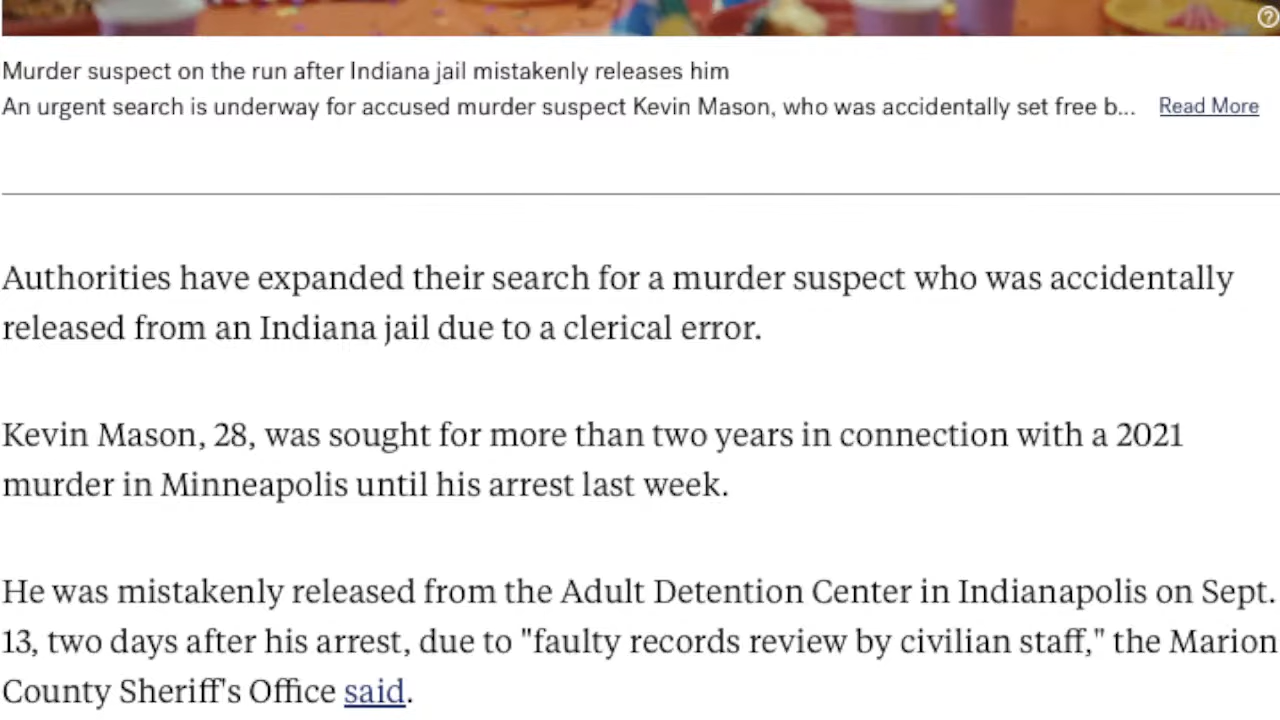 Murder suspect on the run after Indiana jail mistakenly releases him
An urgent search is underway for accused murder suspect Kevin Mason, who was accidentally set free b... Read More
Authorities have expanded their search for a murder suspect who was accidentally
released from an Indiana jail due to a clerical error.
Kevin Mason, 28, was sought for more than two years in connection with a 2021
murder in Minneapolis until his arrest last week.
He was mistakenly released from the Adult Detention Center in Indianapolis on Sept.
13, two days after his arrest, due to "faulty records review by civilian staff," the Marion
County Sheriff's Office said.